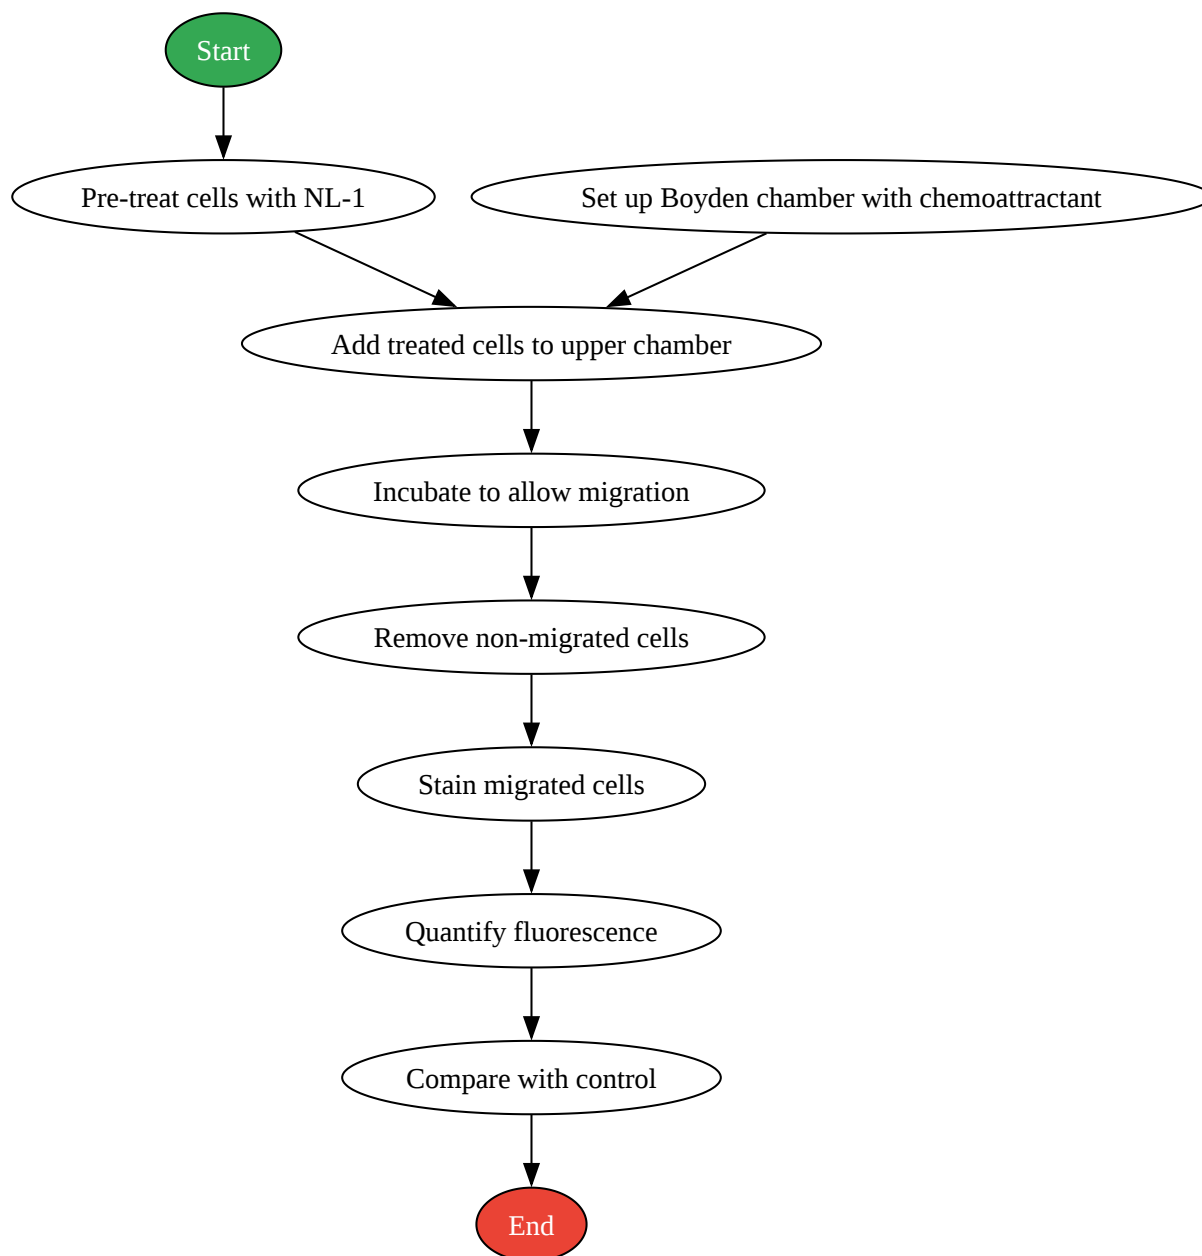 Start
Pre-treat cells with NL-1
Set up Boyden chamber with chemoattractant
Add treated cells to upper chamber
Incubate to allow migration
Remove non-migrated cells
Stain migrated cells
Quantify fluorescence
Compare with control
End